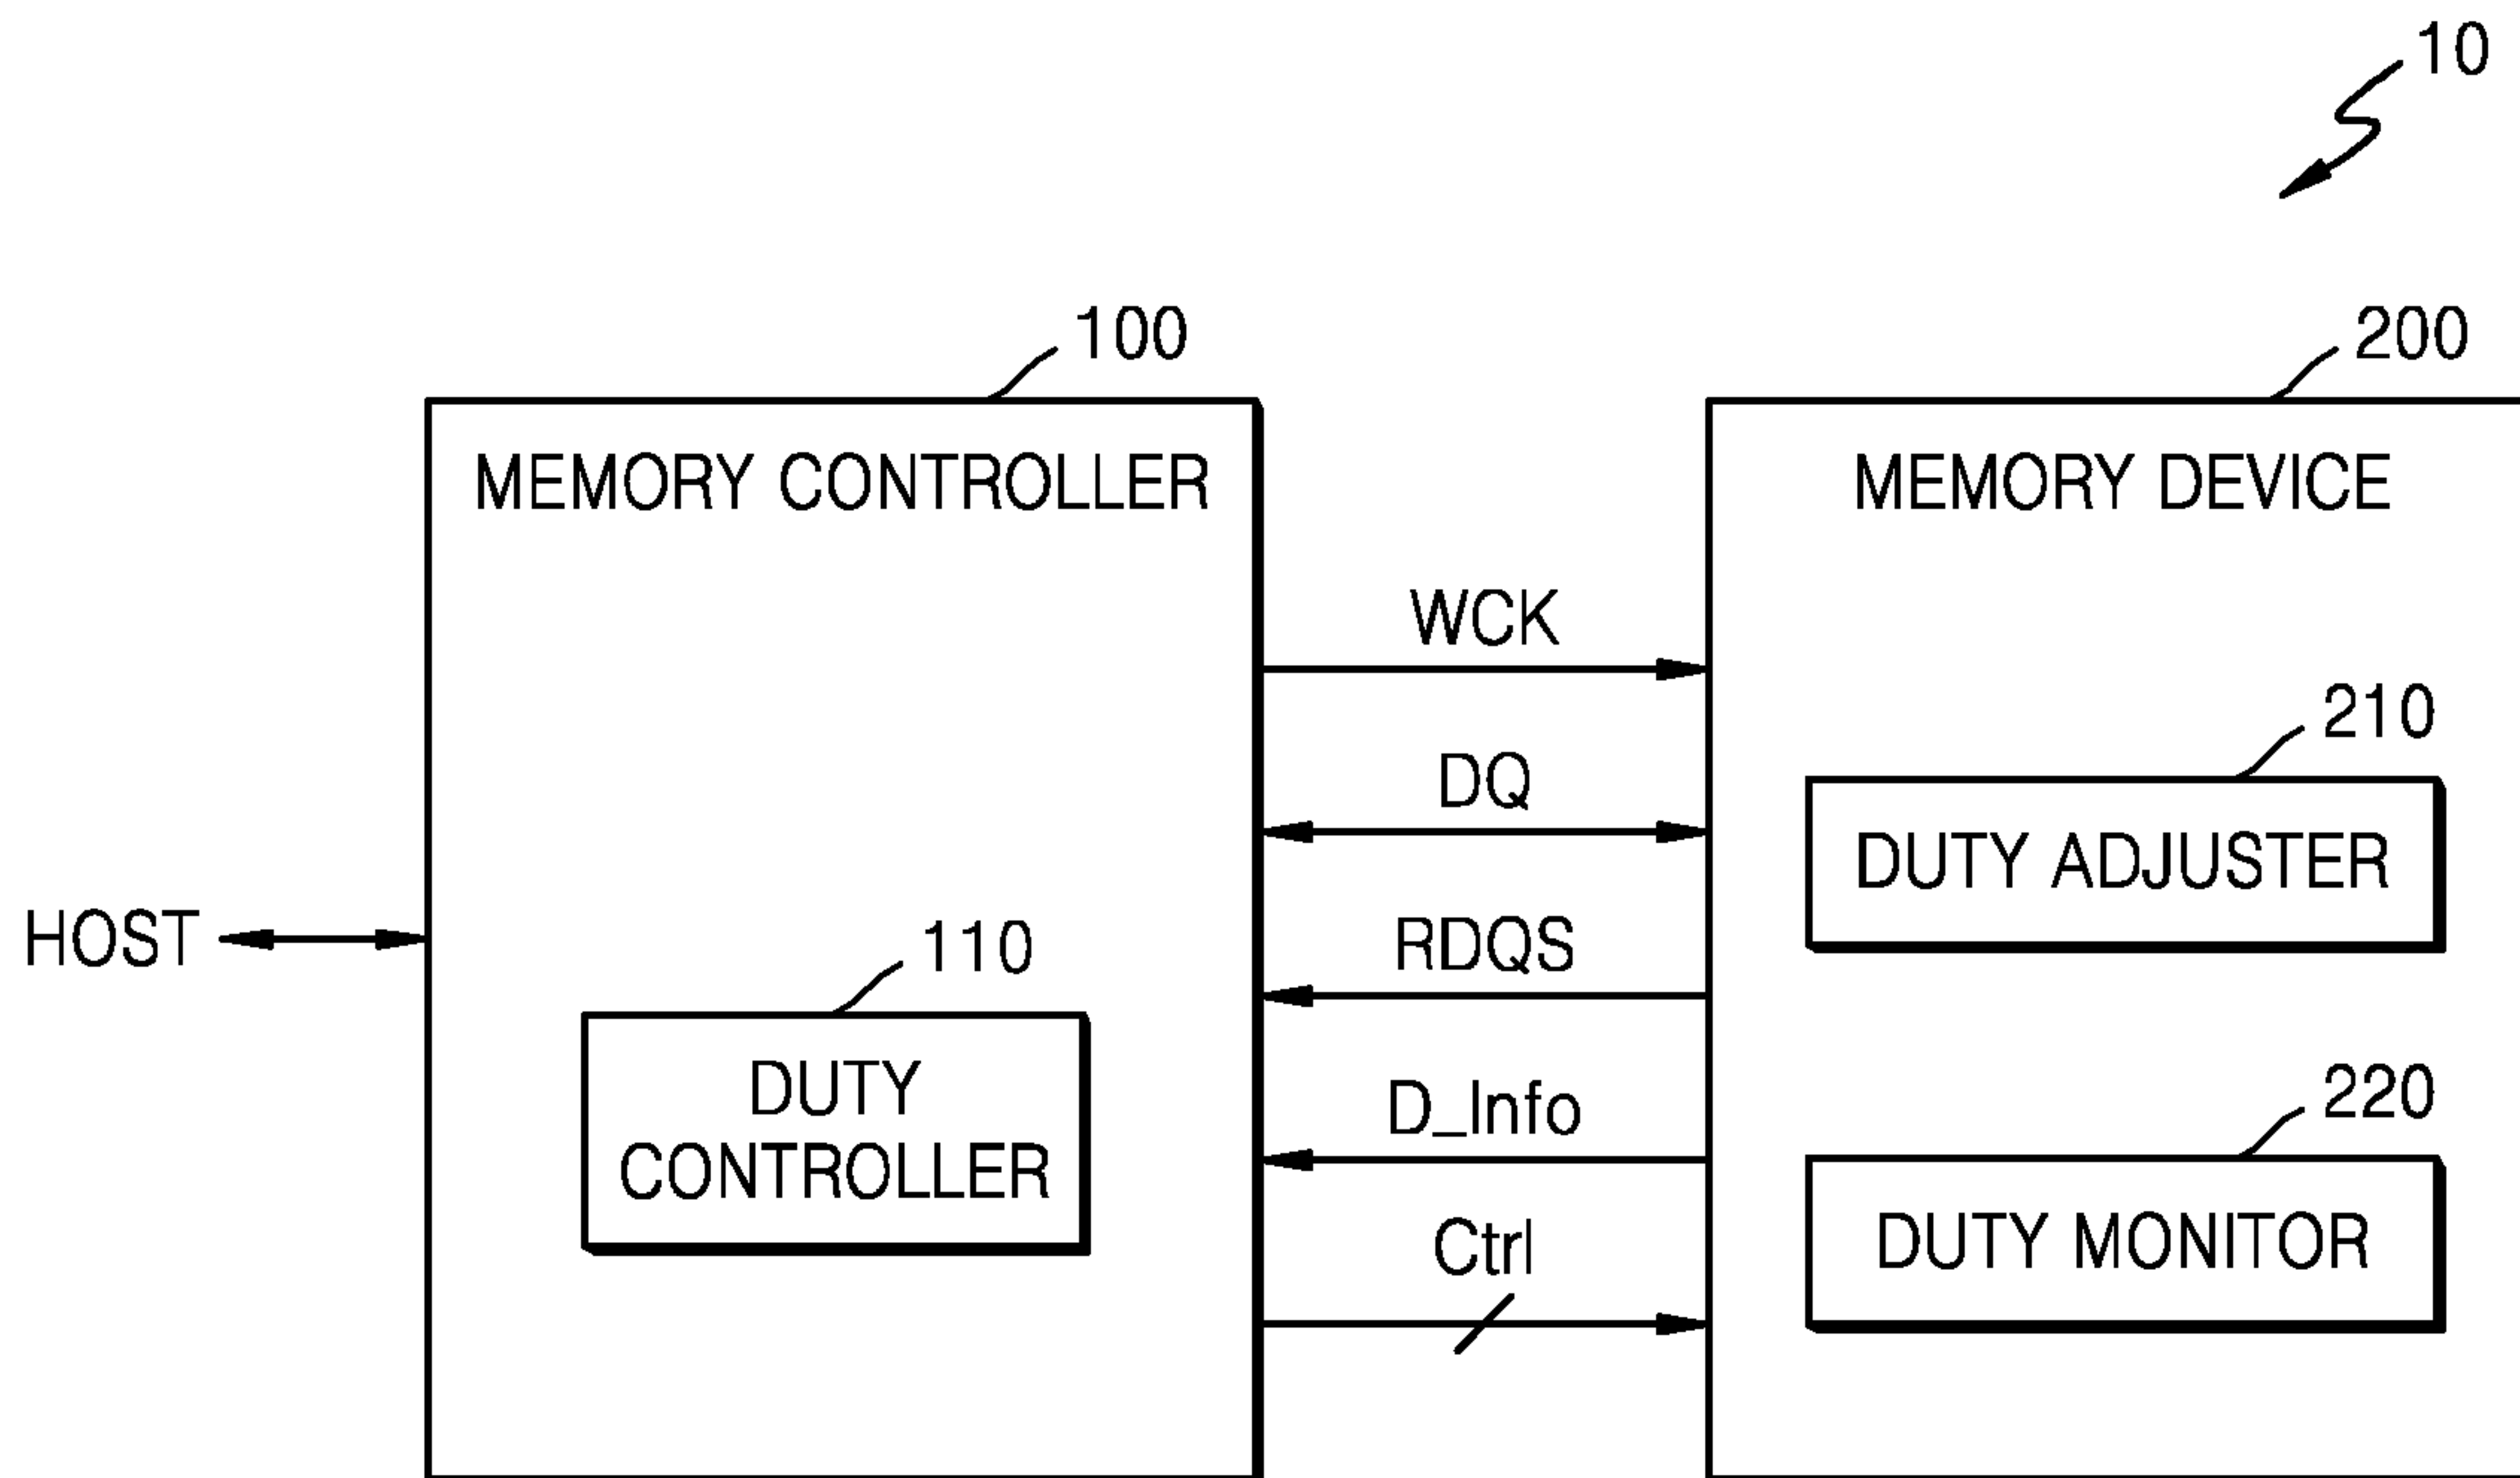 10
100
200
MEMORY CONTROLLER
MEMORY DEVICE
WCK
210
DQ
DUTY ADJUSTER
HOST
110
RDQS
DUTY
CONTROLLER
D_Info
220
DUTY MONITOR
Ctrl